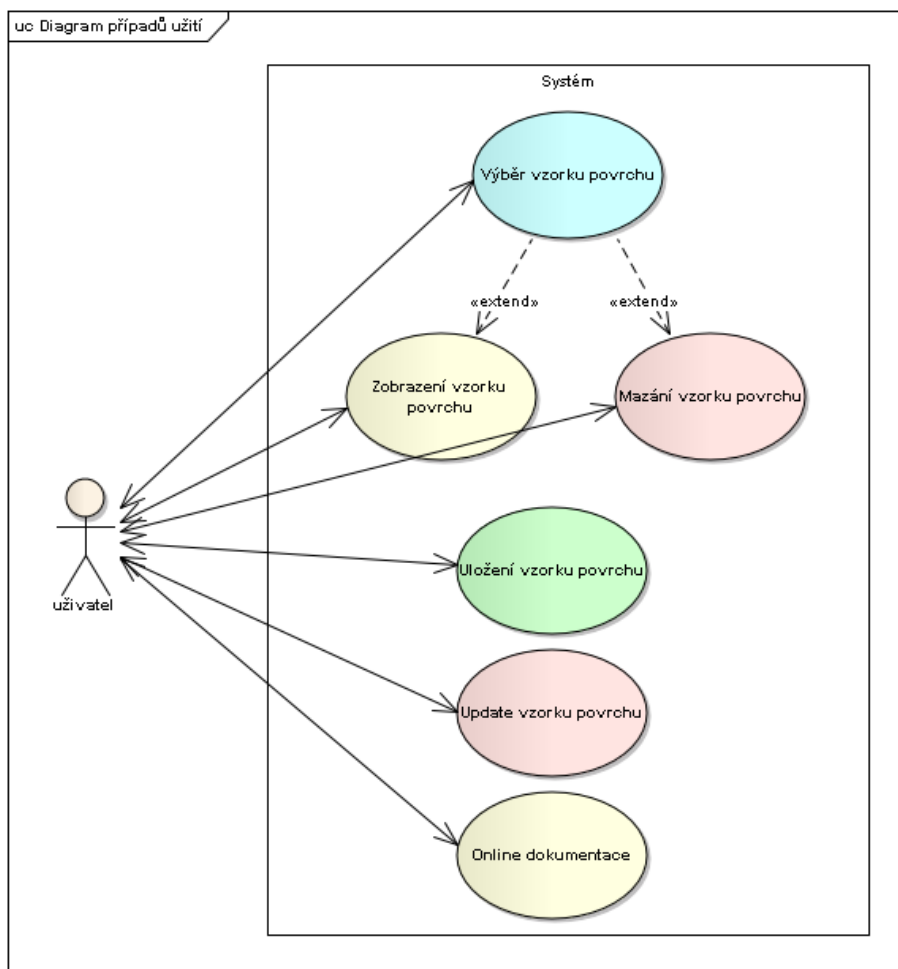 uc Diagram případů užití
Systém
Výběr vzorku povrchu
«extend»
«extend»
Zobrazení vzorku
povrchu
Mazání vzorku povrchu
Uložení vzorku povrchu
uživatel
Update vzorku povrchu
Online dokumentace